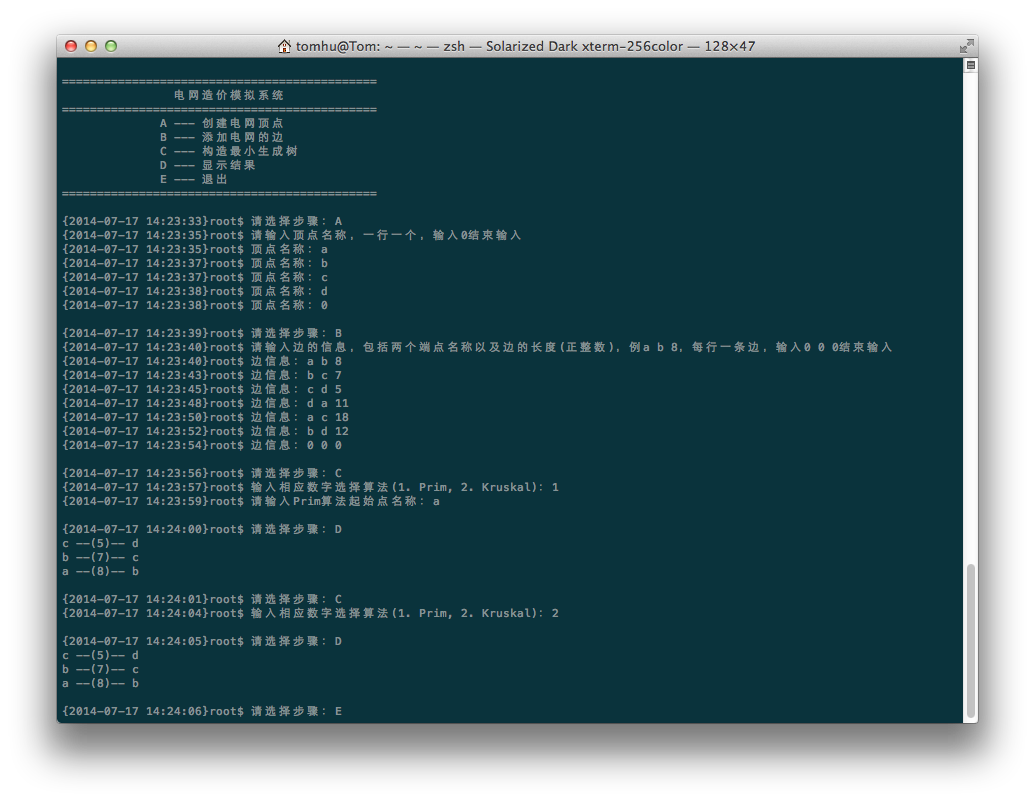 tomhu@Tom: ~ — ~ — zsh — Solarized Dark xterm-256color — 128×47
=============================================
电网造价模拟系统
=============================================
A --- 创建电网顶点
B --- 添加电网的边
C --- 构造最小生成树
D --- 显示结果
E --- 退出
=============================================
{2014-07-17 14:23:33}root$ 请选择步骤: A
{2014-07-17 14:23:35}root$ 请输入顶点名称, 一行一个, 输入0结束输入
{2014-07-17 14:23:35}root$ 顶点名称: a
{2014-07-17 14:23:37}root$ 顶点名称: b
{2014-07-17 14:23:37}root$ 顶点名称: c
{2014-07-17 14:23:38}root$ 顶点名称: d
{2014-07-17 14:23:38}root$ 顶点名称: 0
{2014-07-17 14:23:39}root$ 请选择步骤: B
{2014-07-17 14:23:40}root$ 请输入边的信息, 包括两个端点名称以及边的长度(正整数), 例a b 8, 每行一条边, 输入0 0 0结束输入
{2014-07-17 14:23:40}root$ 边信息: a b 8
{2014-07-17 14:23:43}root$ 边信息: b c 7
{2014-07-17 14:23:45}root$ 边信息: c d 5
{2014-07-17 14:23:48}root$ 边信息: d a 11
{2014-07-17 14:23:50}root$ 边信息: a c 18
{2014-07-17 14:23:52}root$ 边信息: b d 12
{2014-07-17 14:23:54}root$ 边信息: 0 0 0
{2014-07-17 14:23:56}root$ 请选择步骤: C
{2014-07-17 14:23:57}root$ 输入相应数字选择算法(1. Prim, 2. Kruskal): 1
{2014-07-17 14:23:59}root$ 请输入Prim算法起始点名称: a
{2014-07-17 14:24:00}root$ 请选择步骤: D
c --(5)-- d
b --(7)-- c
a --(8)-- b
{2014-07-17 14:24:01}root$ 请选择步骤: C
{2014-07-17 14:24:04}root$ 输入相应数字选择算法(1. Prim, 2. Kruskal): 2
{2014-07-17 14:24:05}root$ 请选择步骤: D
c --(5)-- d
b --(7)-- c
a --(8)-- b
{2014-07-17 14:24:06}root$ 请选择步骤: E